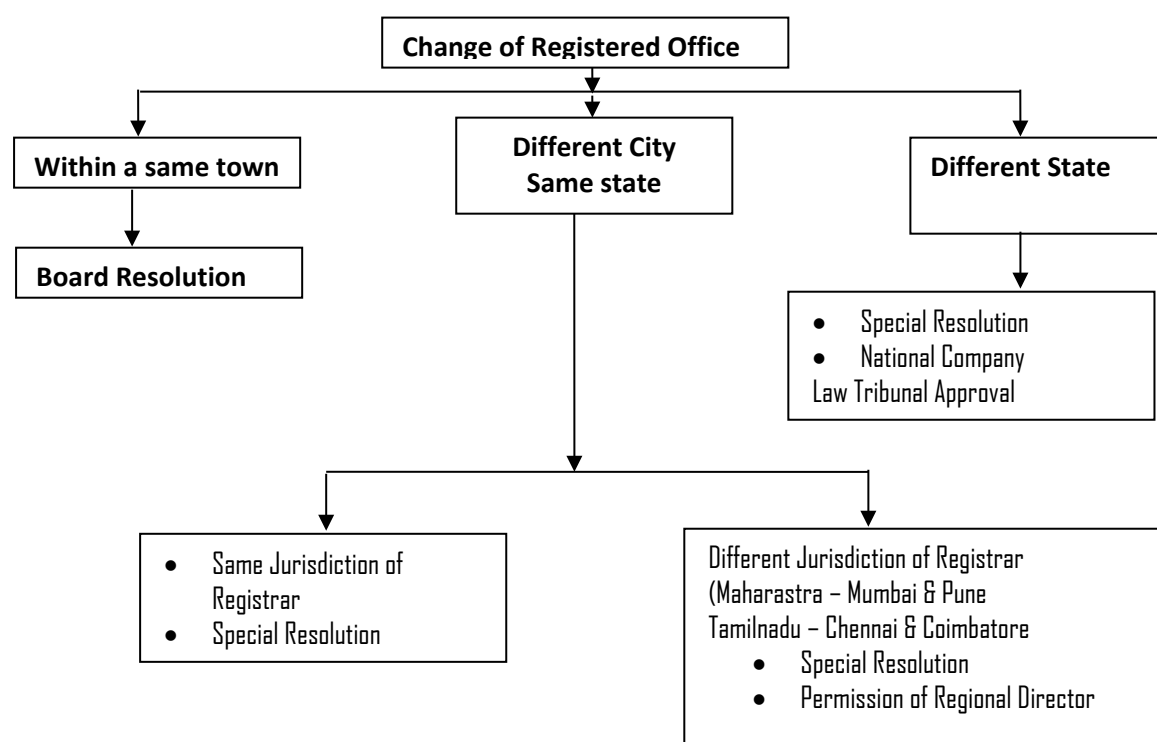 Change of Registered Office
Within a same town
Different City
Same state
Different State
Board Resolution
• Special Resolution
• National Company
Law Tribunal Approval
• Same Jurisdiction of
Registrar
• Special Resolution
Different Jurisdiction of Registrar
(Maharastra – Mumbai & Pune
Tamilnadu – Chennai & Coimbatore
• Special Resolution
• Permission of Regional Director